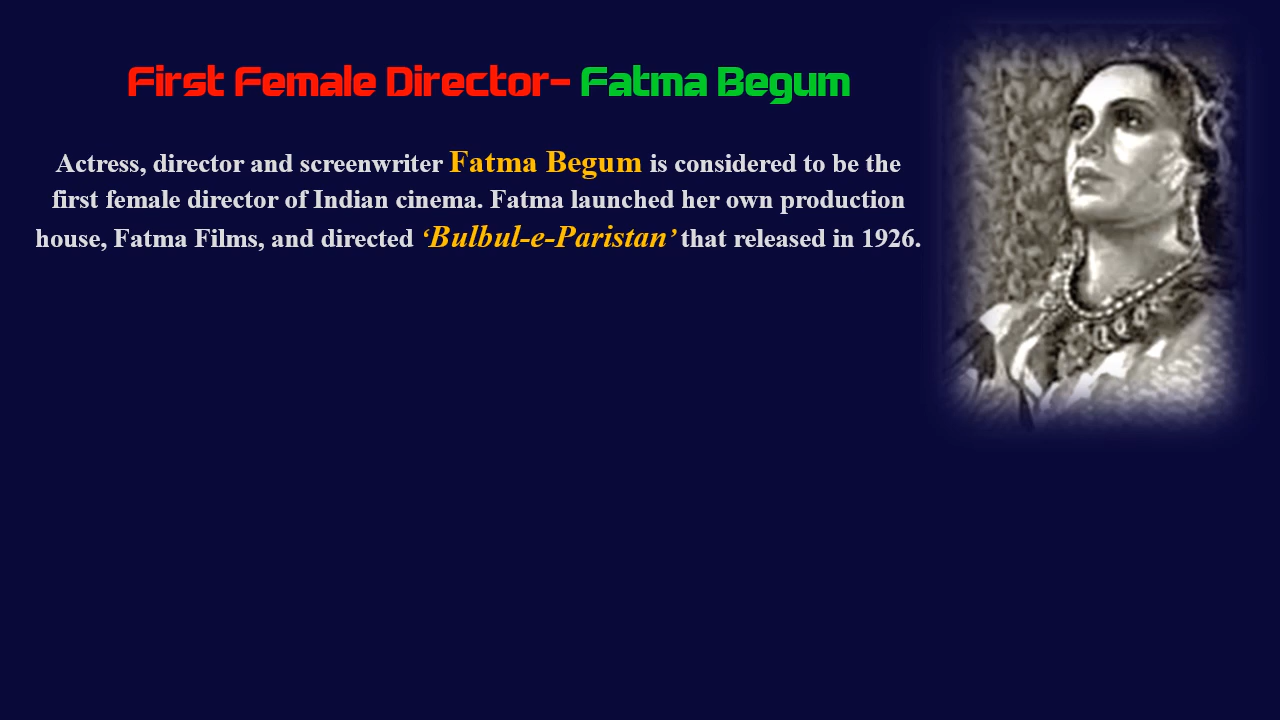 First Female Director- Fatma Begum
Actress, director and screenwriter Fatma Begum is considered to be the
first female director of Indian cinema. Fatma launched her own production
house, Fatma Films, and directed ‘Bulbul-e-Paristan’ that released in 1926.